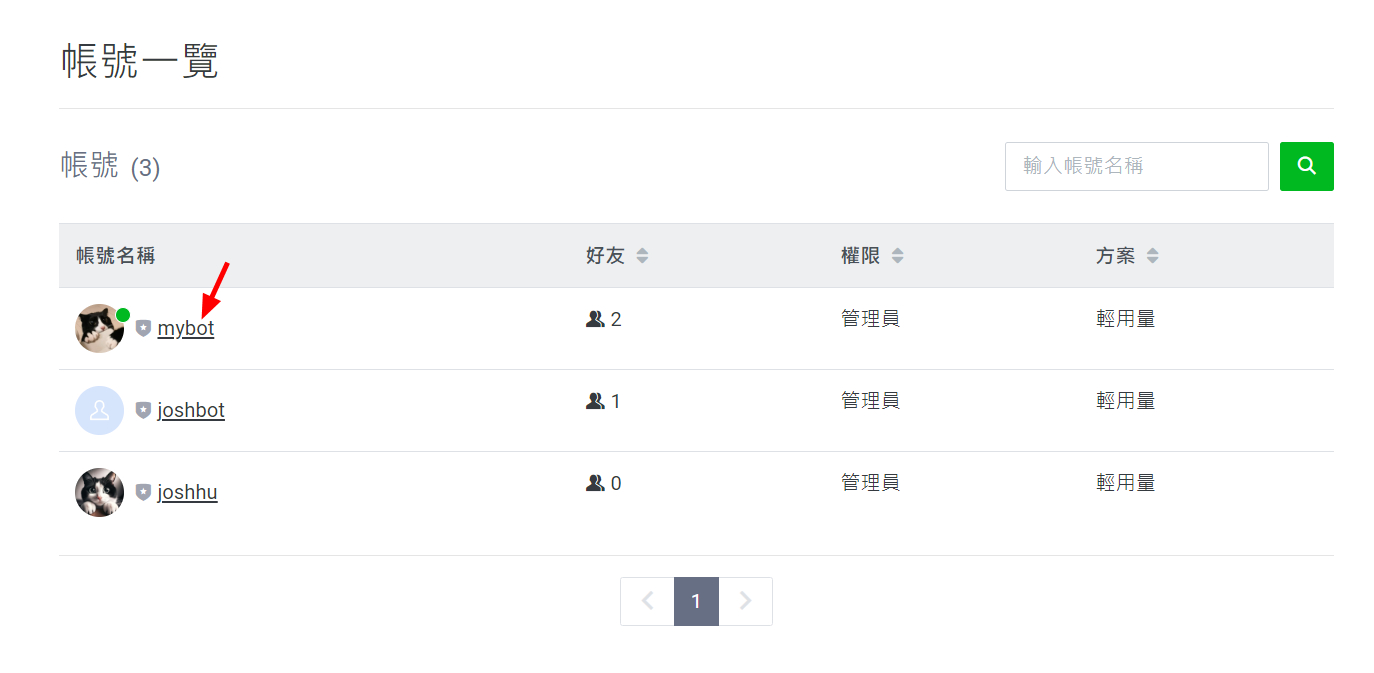 帳號一覽
帳號 (3)
輸入帳號名稱
帳號名稱 好友 權限 方案
mybot 2 管理員 輕用量
joshbot 1 管理員 輕用量
joshhu 0 管理員 輕用量
1